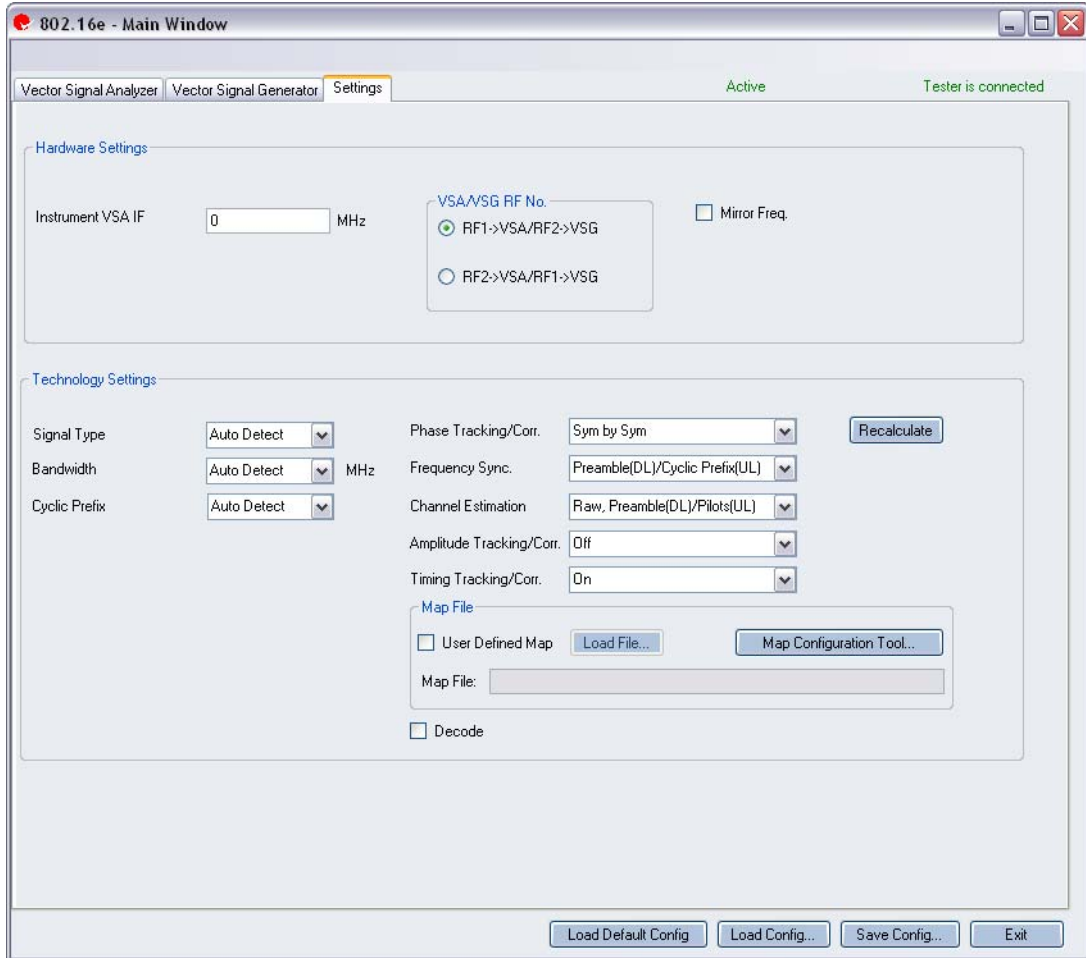 802.16e - Main Window
Vector Signal Analyzer Vector Signal Generator Settings Active Tester is connected
Hardware Settings
Instrument VSA IF 0 MHz
VSA/VSG RF No.
RF1->VSA/RF2->VSG
RF2->VSA/RF1->VSG
Mirror Freq.
Technology Settings
Signal Type Auto Detect
Bandwidth Auto Detect MHz
Cyclic Prefix Auto Detect
Phase Tracking/Corr. Sym by Sym Recalculate
Frequency Sync. Preamble(DL)/Cyclic Prefix(UL)
Channel Estimation Raw, Preamble(DL)/Pilots(UL)
Amplitude Tracking/Corr. Off
Timing Tracking/Corr. On
Map File
User Defined Map Load File... Map Configuration Tool...
Map File:
Decode
Load Default Config Load Config... Save Config... Exit